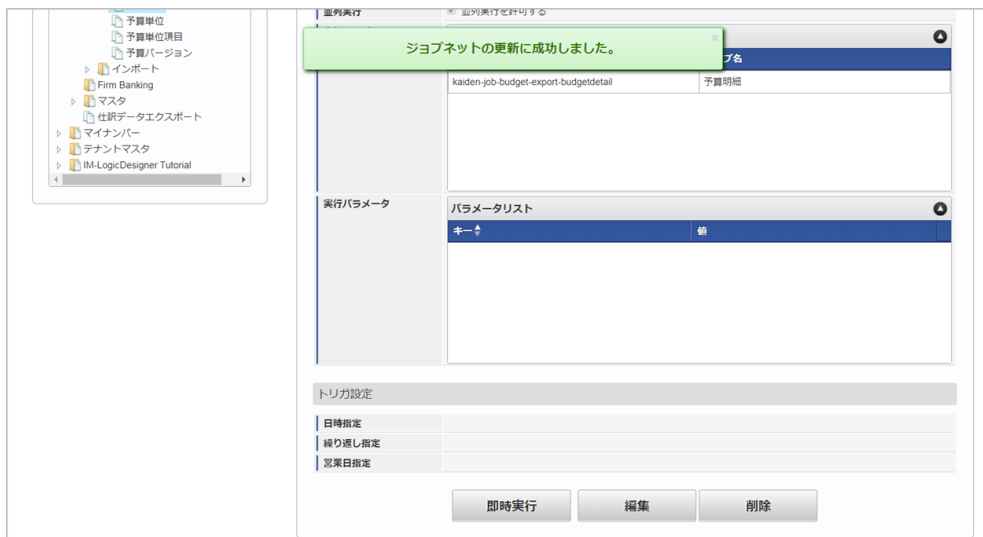 予算単位
予算単位項目
予算バージョン
インポート
Firm Banking
マスタ
仕訳データエクスポート
マイナンバー
テナントマスタ
IM-LogicDesigner Tutorial
並列実行
並列実行を許可する
ジョブネットの更新に成功しました。
ブ名
kaiden-job-budget-export-budgetdetail
予算明細
実行パラメータ
パラメータリスト
キー
値
トリガ設定
日時指定
繰り返し指定
営業日指定
即時実行
編集
削除